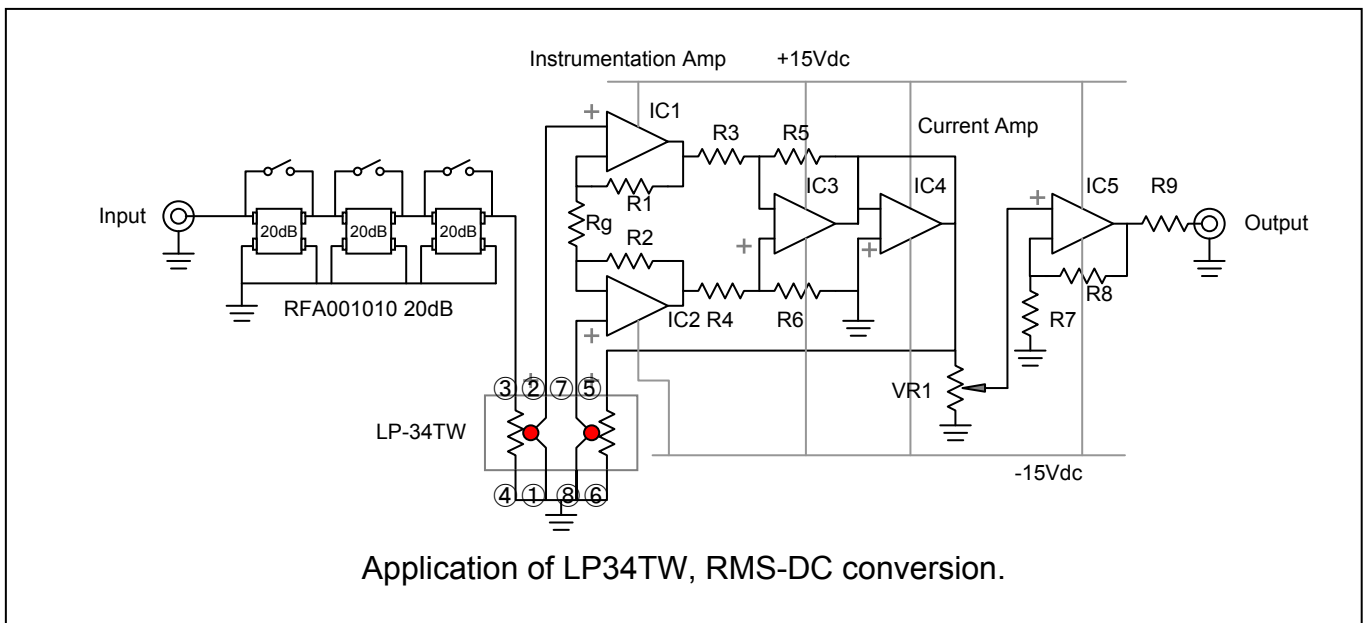 Instrumentation Amp +15Vdc
+ IC1
R3 R5 Current Amp
IC3 IC4 + IC5 R9
R1
Input 20dB 20dB 20dB Rg R2 Output
+ +
RFA001010 20dB IC2 R4 R6 R7 R8
+
③ ② ⑦ ⑤ VR1
+ +
LP-34TW
-15Vdc
④ ① ⑧ ⑥
Application of LP34TW, RMS-DC conversion.